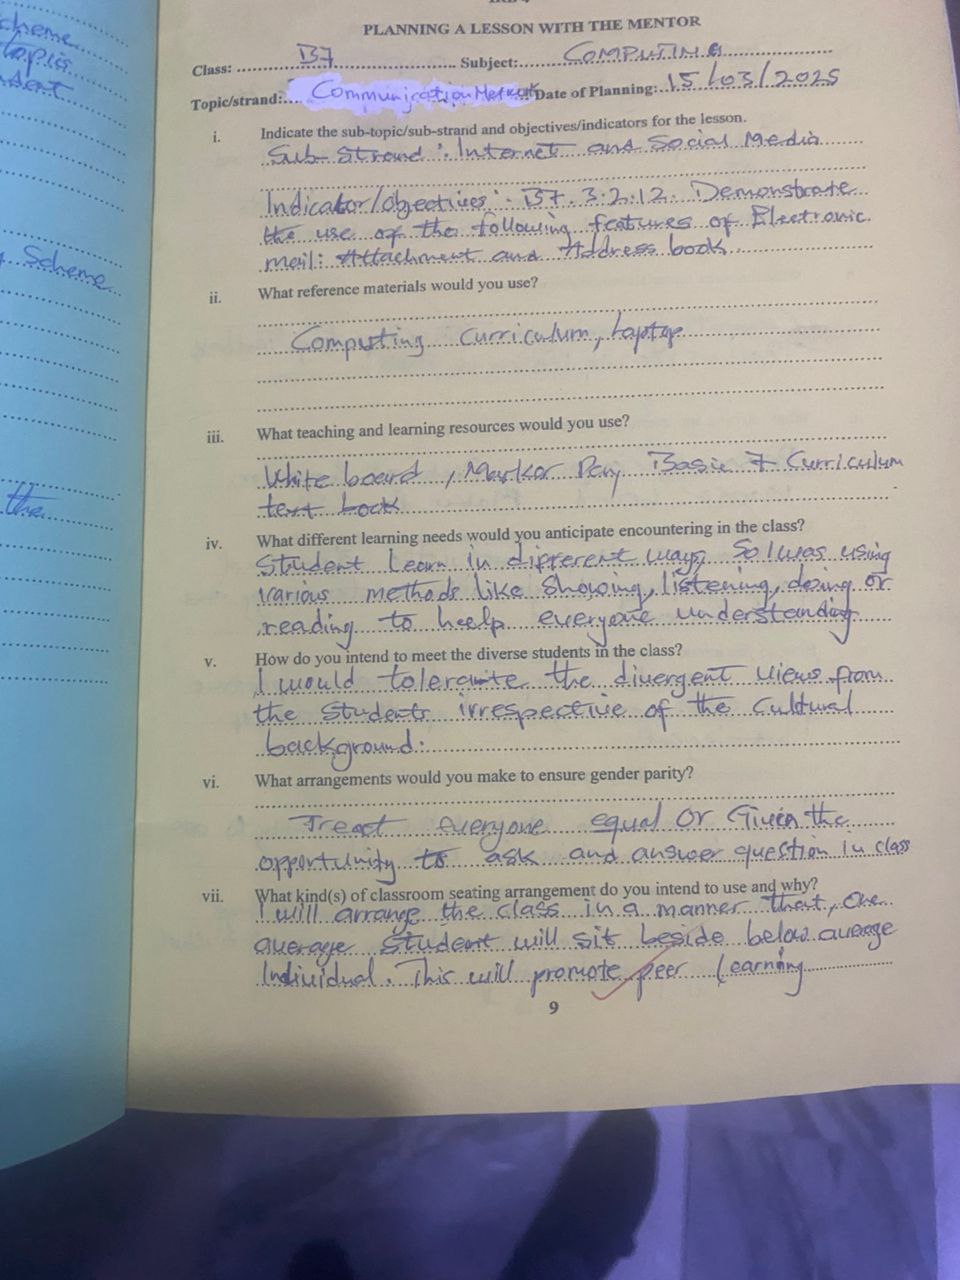 cheme
topic
dent
Scheme
the
PLANNING A LESSON WITH THE MENTOR
Class: B7 Subject: COMPUTING
Topic/strand: Communication Network Date of Planning: 15/03/2025
i. Indicate the sub-topic/sub-strand and objectives/indicators for the lesson.
Sub-Strand: Internet and Social Media
Indicator/objectives: B7.3.2.12. Demonstrate
the use of the following features of Electronic
mail: Attachment and Address book
ii. What reference materials would you use?
Computing Curriculum, Laptop
iii. What teaching and learning resources would you use?
White board, Marker Pen, Basic 7 Curriculum
text book
iv. What different learning needs would you anticipate encountering in the class?
Student Learn in different ways, So I was using
various methods like Showing, listening, doing or
reading to heelp everyone understanding
v. How do you intend to meet the diverse students in the class?
I would tolerate the divergent views from
the students irrespective of the cultural
background.
vi. What arrangements would you make to ensure gender parity?
Treat everyone equal or Given the
opportunity to ask and answer question in class
vii. What kind(s) of classroom seating arrangement do you intend to use and why?
I will arrange the class in a manner that, one
average student will sit beside below average
Individual. This will promote peer learning
9